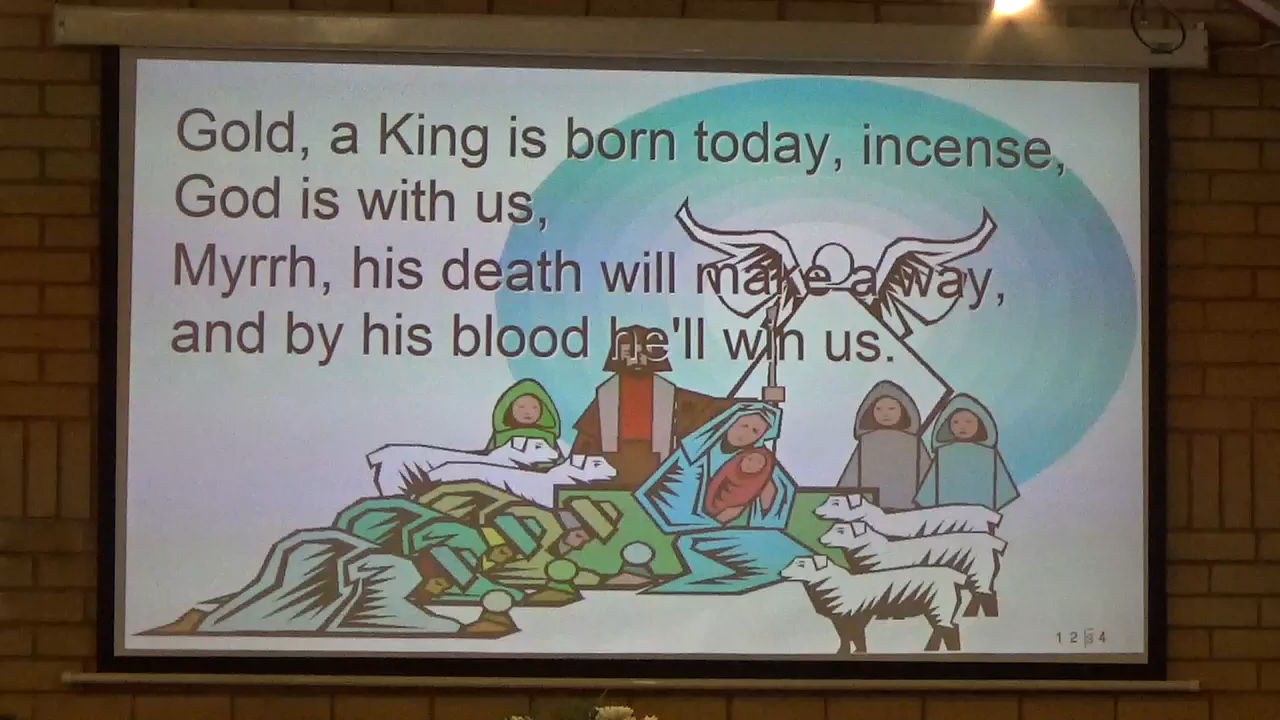 Gold, a King is born today, incense,
God is with us,
Myrrh, his death will make a way,
and by his blood he'll win us.
1 2 3 4